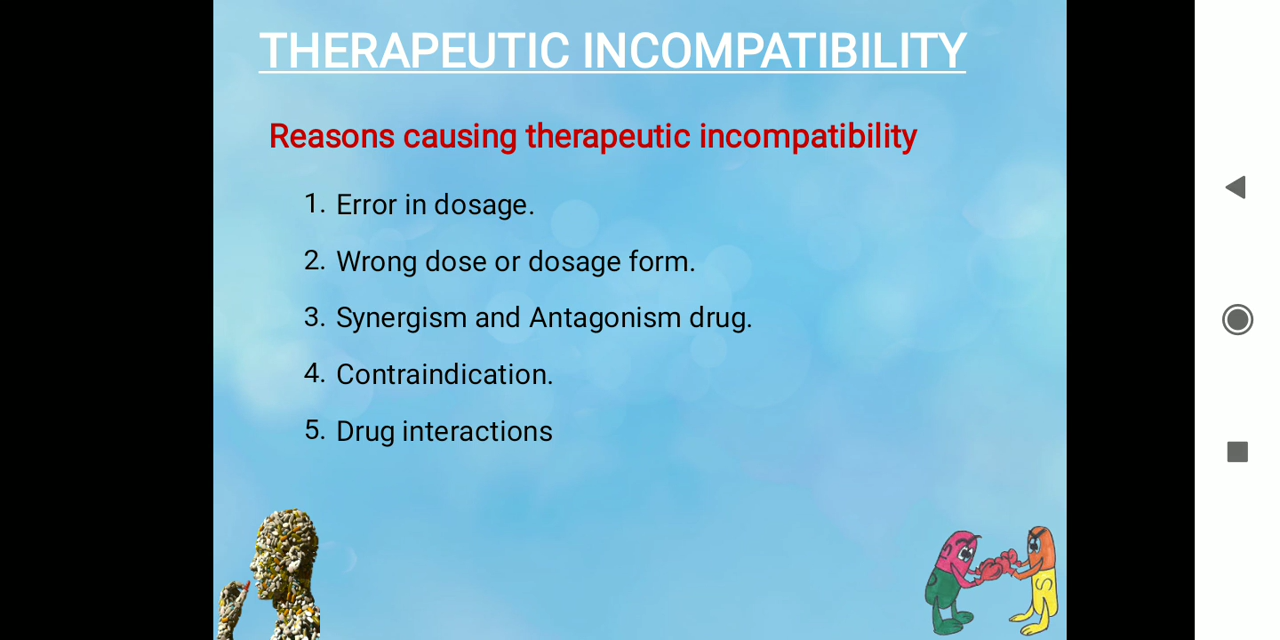 THERAPEUTIC INCOMPATIBILITY
Reasons causing therapeutic incompatibility
1. Error in dosage.
2. Wrong dose or dosage form.
3. Synergism and Antagonism drug.
4. Contraindication.
5. Drug interactions